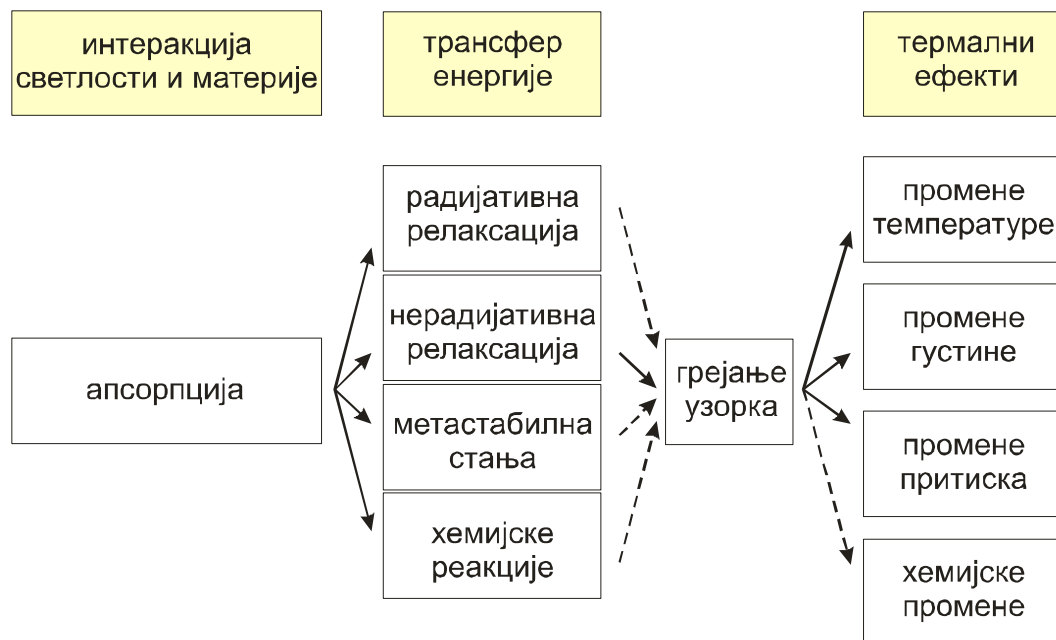 интеракција
светлости и материје
трансфер
енергије
термални
ефекти
апсорпција
радијативна
релаксација
нерадијативна
релаксација
метастабилна
стања
хемијске
реакције
грејање
узорка
промене
температуре
промене
густине
промене
притиска
хемијске
промене